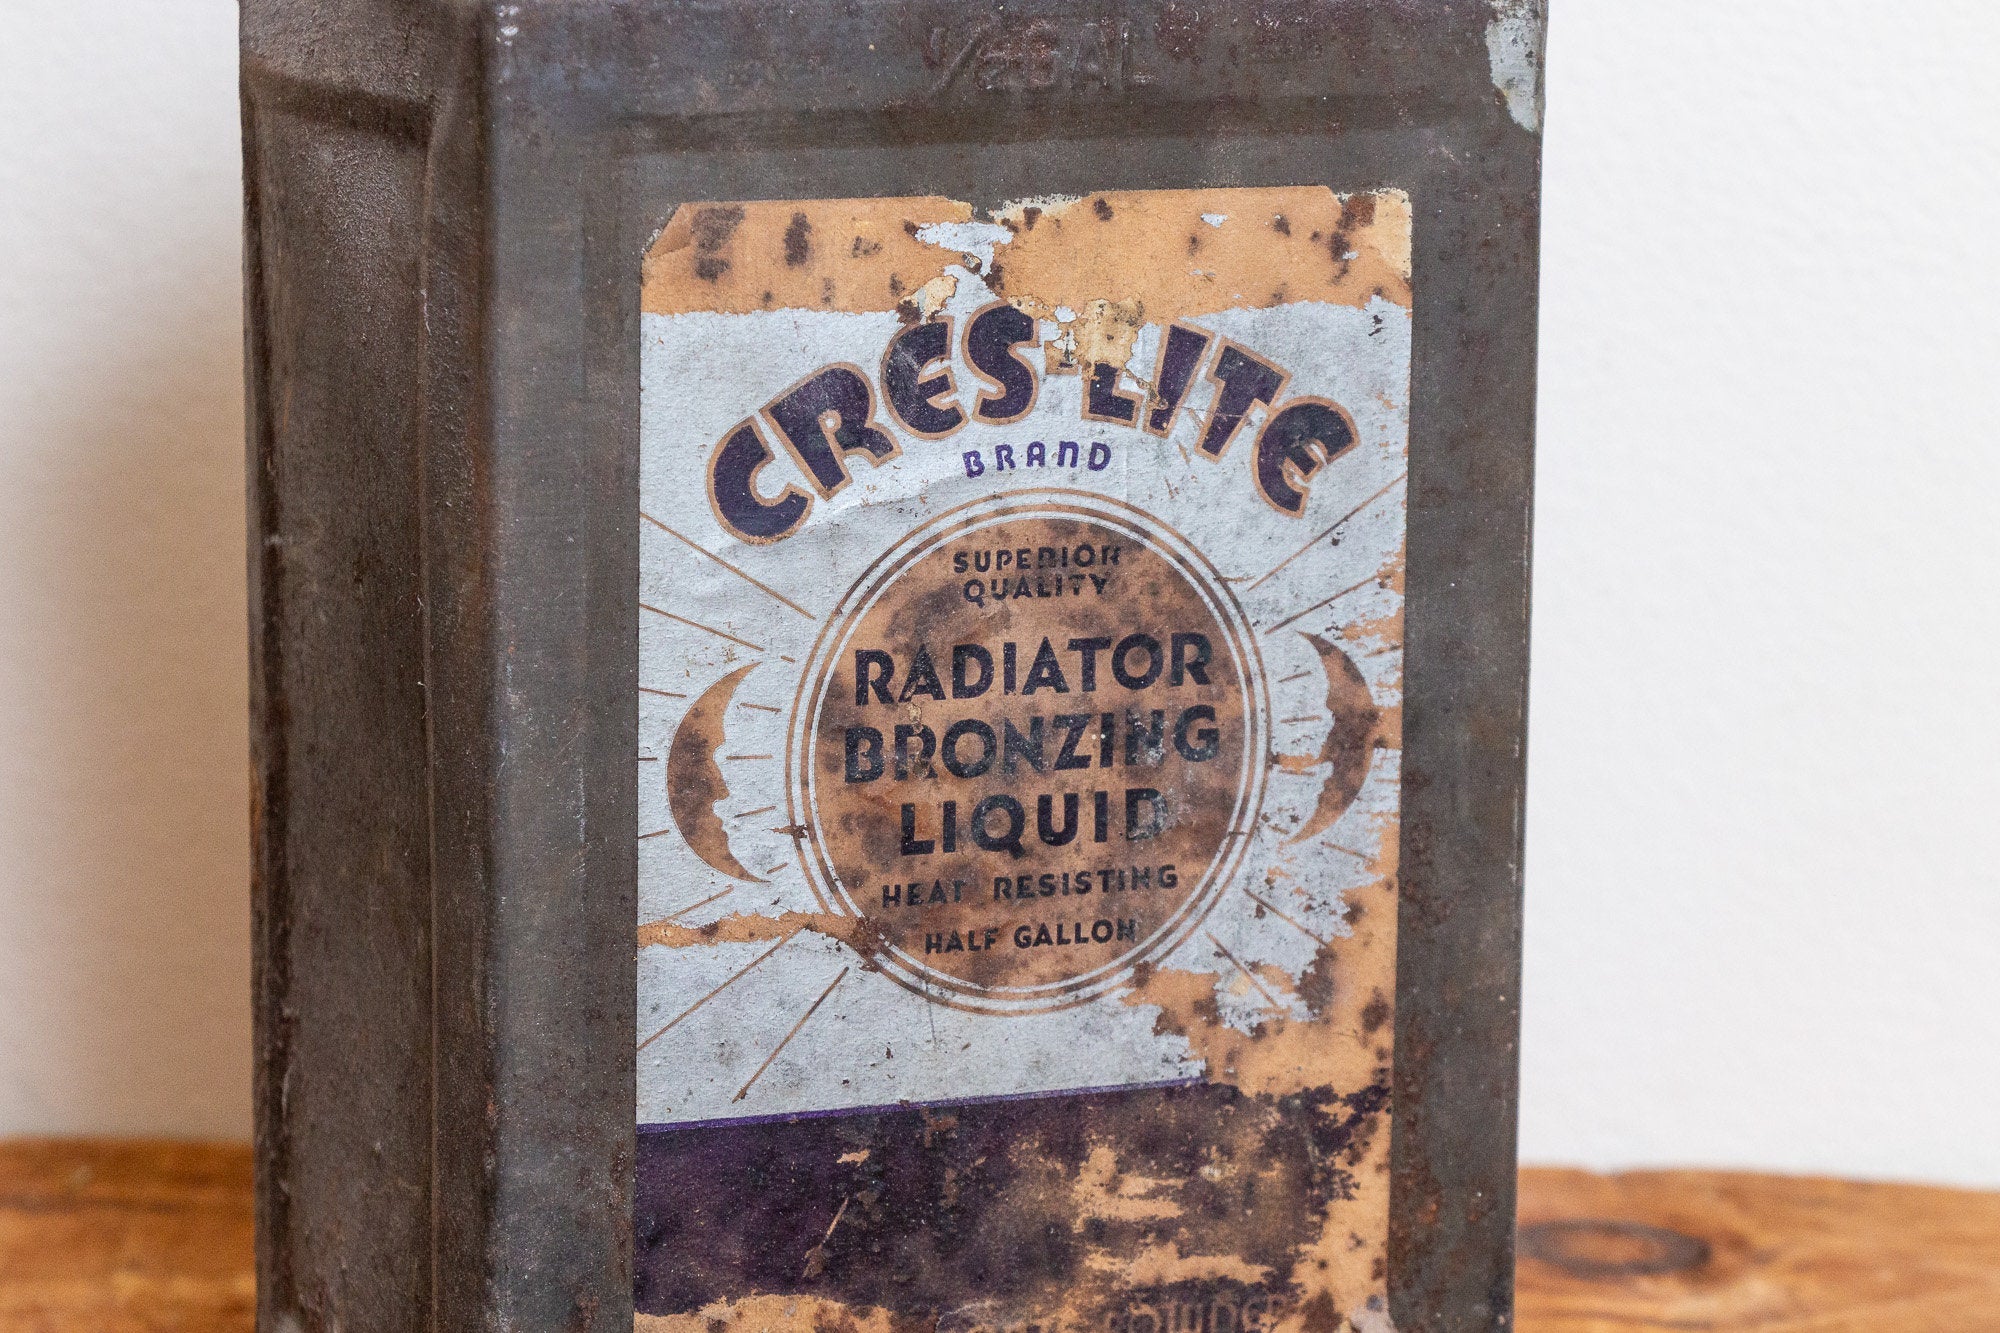 1/2 GAL
CRES-LITE
BRAND
SUPERIOR
QUALITY
RADIATOR
BRONZING
LIQUID
HEAT RESISTING
HALF GALLON